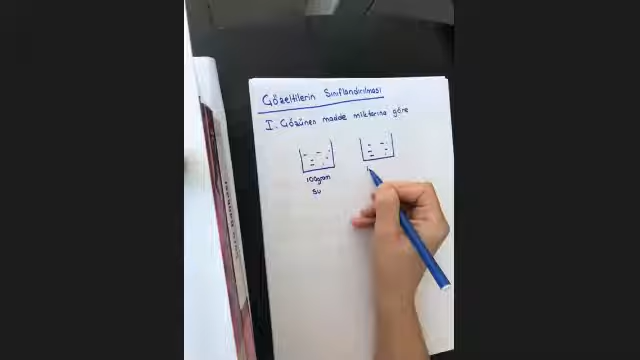 Çözeltilerin Sınıflandırılması
I. Çözünen madde miktarına göre
100gram
su